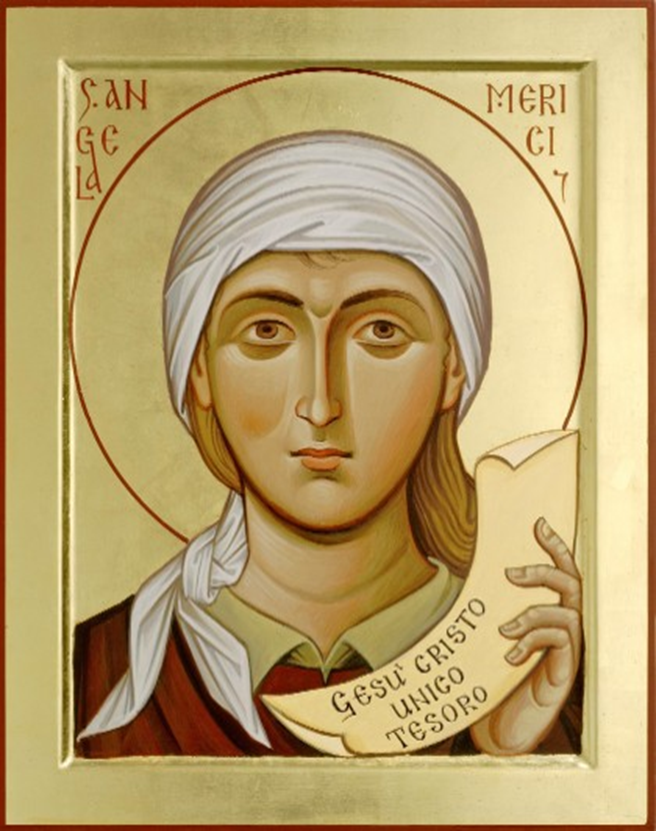 S. AN
GE
LA
MERI
CI
GESU' CRISTO
UNICO
TESORO